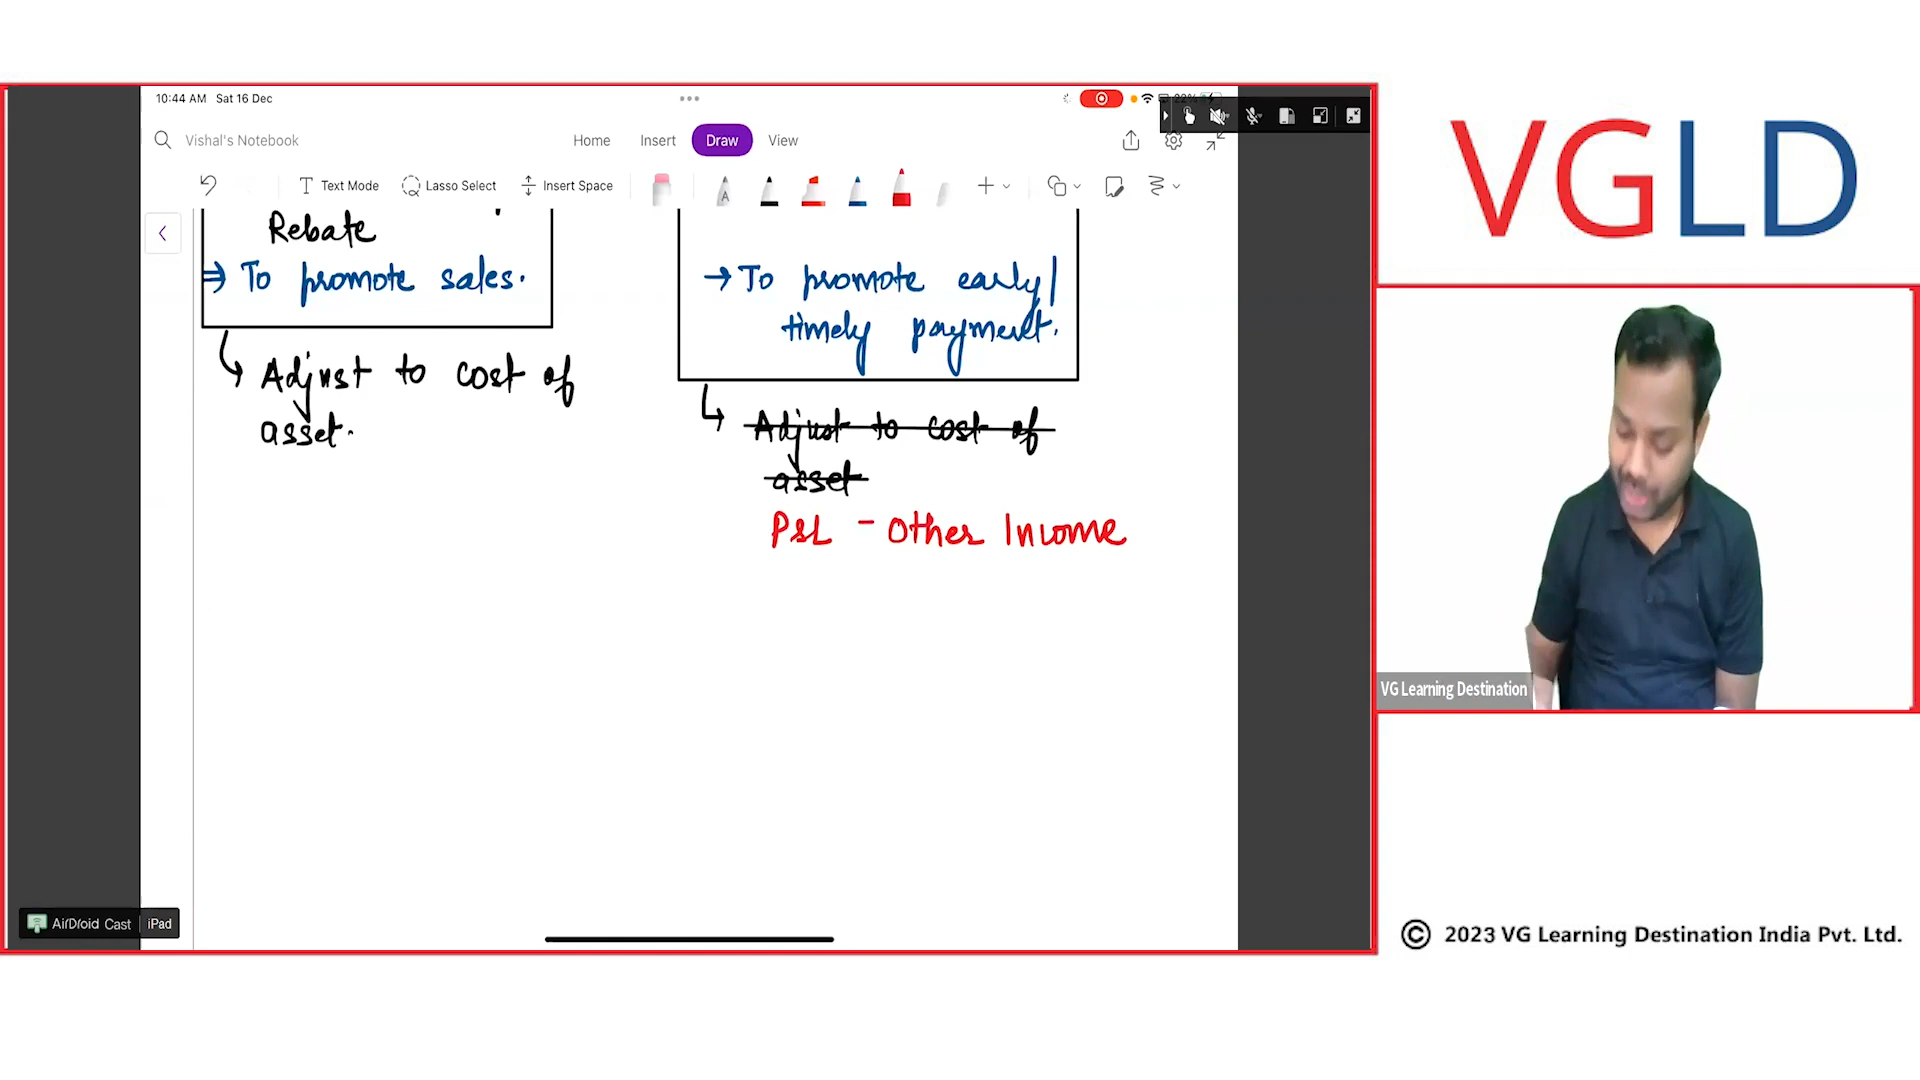 10:44 AM Sat 16 Dec
22%
Vishal's Notebook
Home Insert Draw View
Text Mode Lasso Select Insert Space
Rebate
⇒ To promote sales.
Adjust to cost of
asset.
→ To promote early/
timely payment.
Adjust to cost of
asset
P&L - Other Income
AirDroid Cast iPad
VGLD
VG Learning Destination
© 2023 VG Learning Destination India Pvt. Ltd.